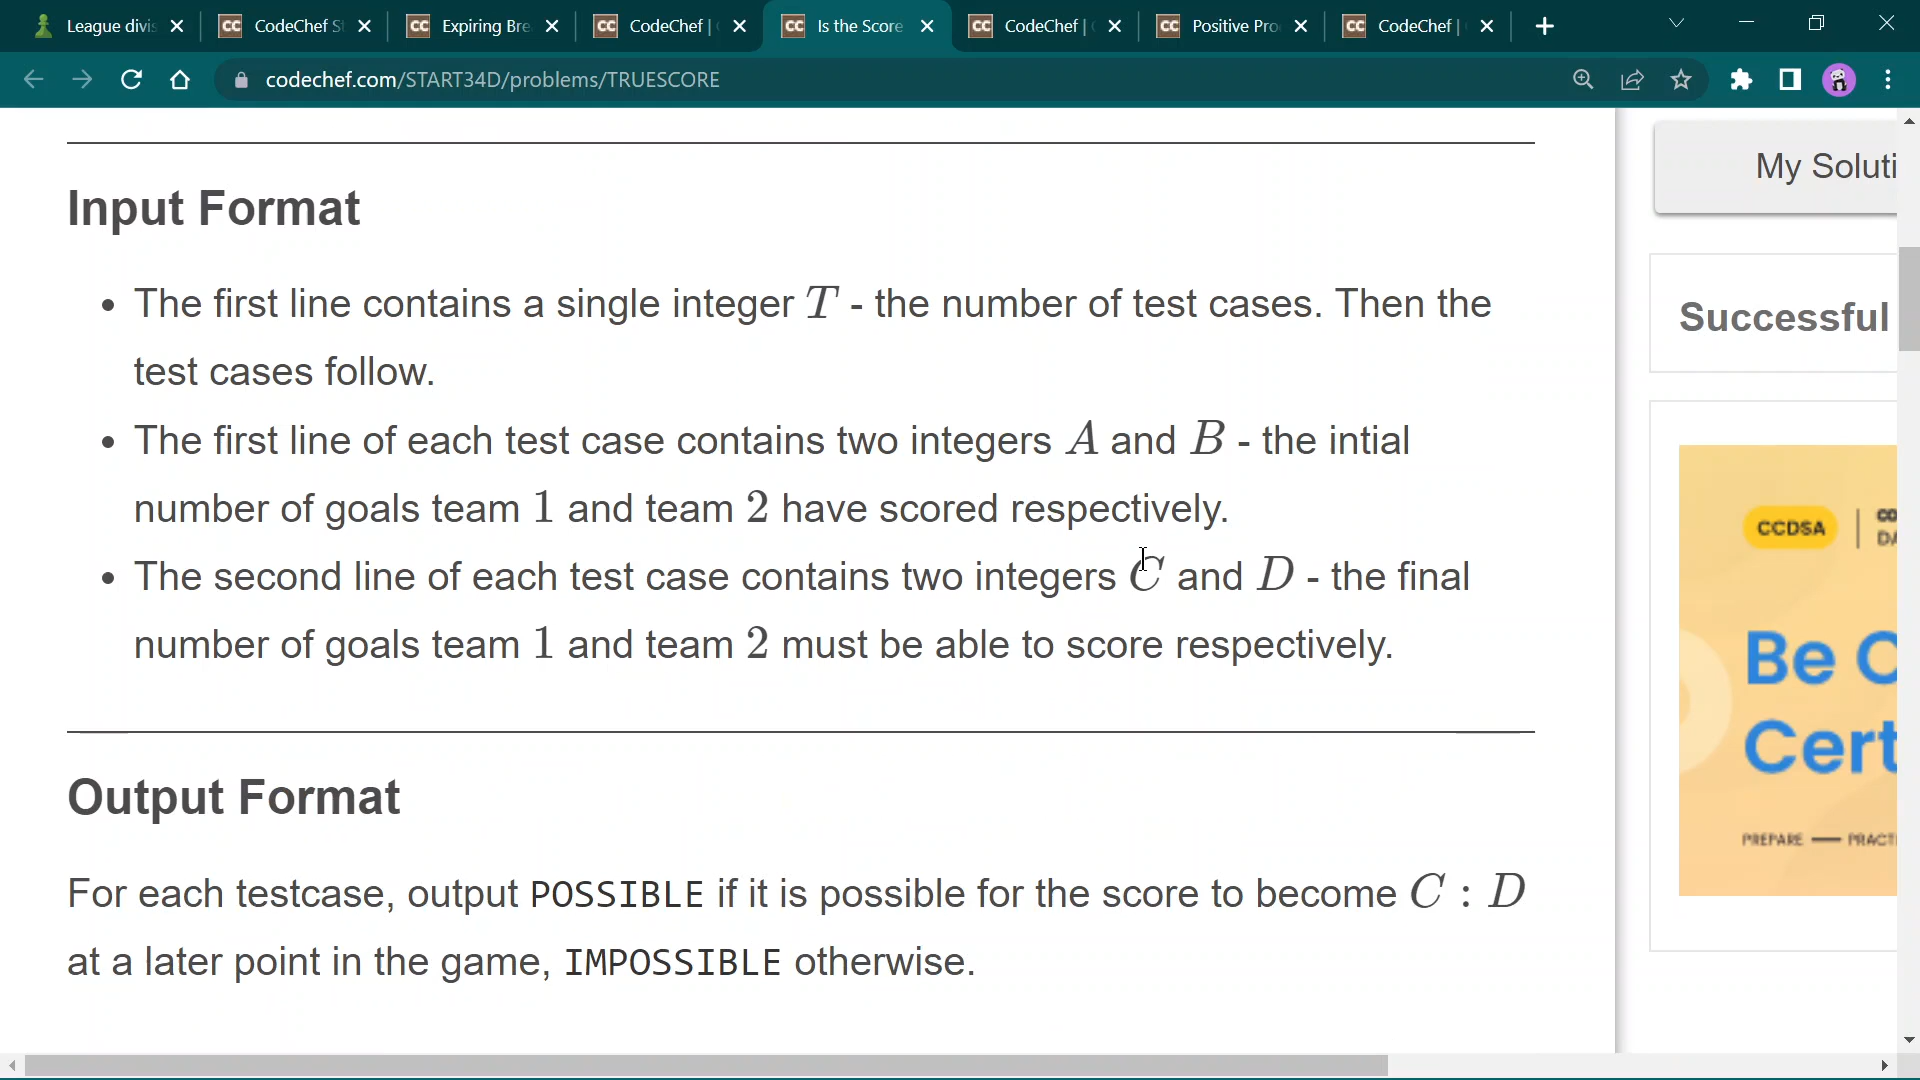 League divis
CodeChef S
Expiring Bre
CodeChef |
Is the Score
CodeChef |
Positive Pro
CodeChef |
codechef.com/START34D/problems/TRUESCORE
Input Format
• The first line contains a single integer T - the number of test cases. Then the
test cases follow.
• The first line of each test case contains two integers A and B - the intial
number of goals team 1 and team 2 have scored respectively.
• The second line of each test case contains two integers C and D - the final
number of goals team 1 and team 2 must be able to score respectively.
Output Format
For each testcase, output POSSIBLE if it is possible for the score to become C : D
at a later point in the game, IMPOSSIBLE otherwise.
My Soluti
Successful
CCDSA
Be C
Cert
PREPARE — PRACTI